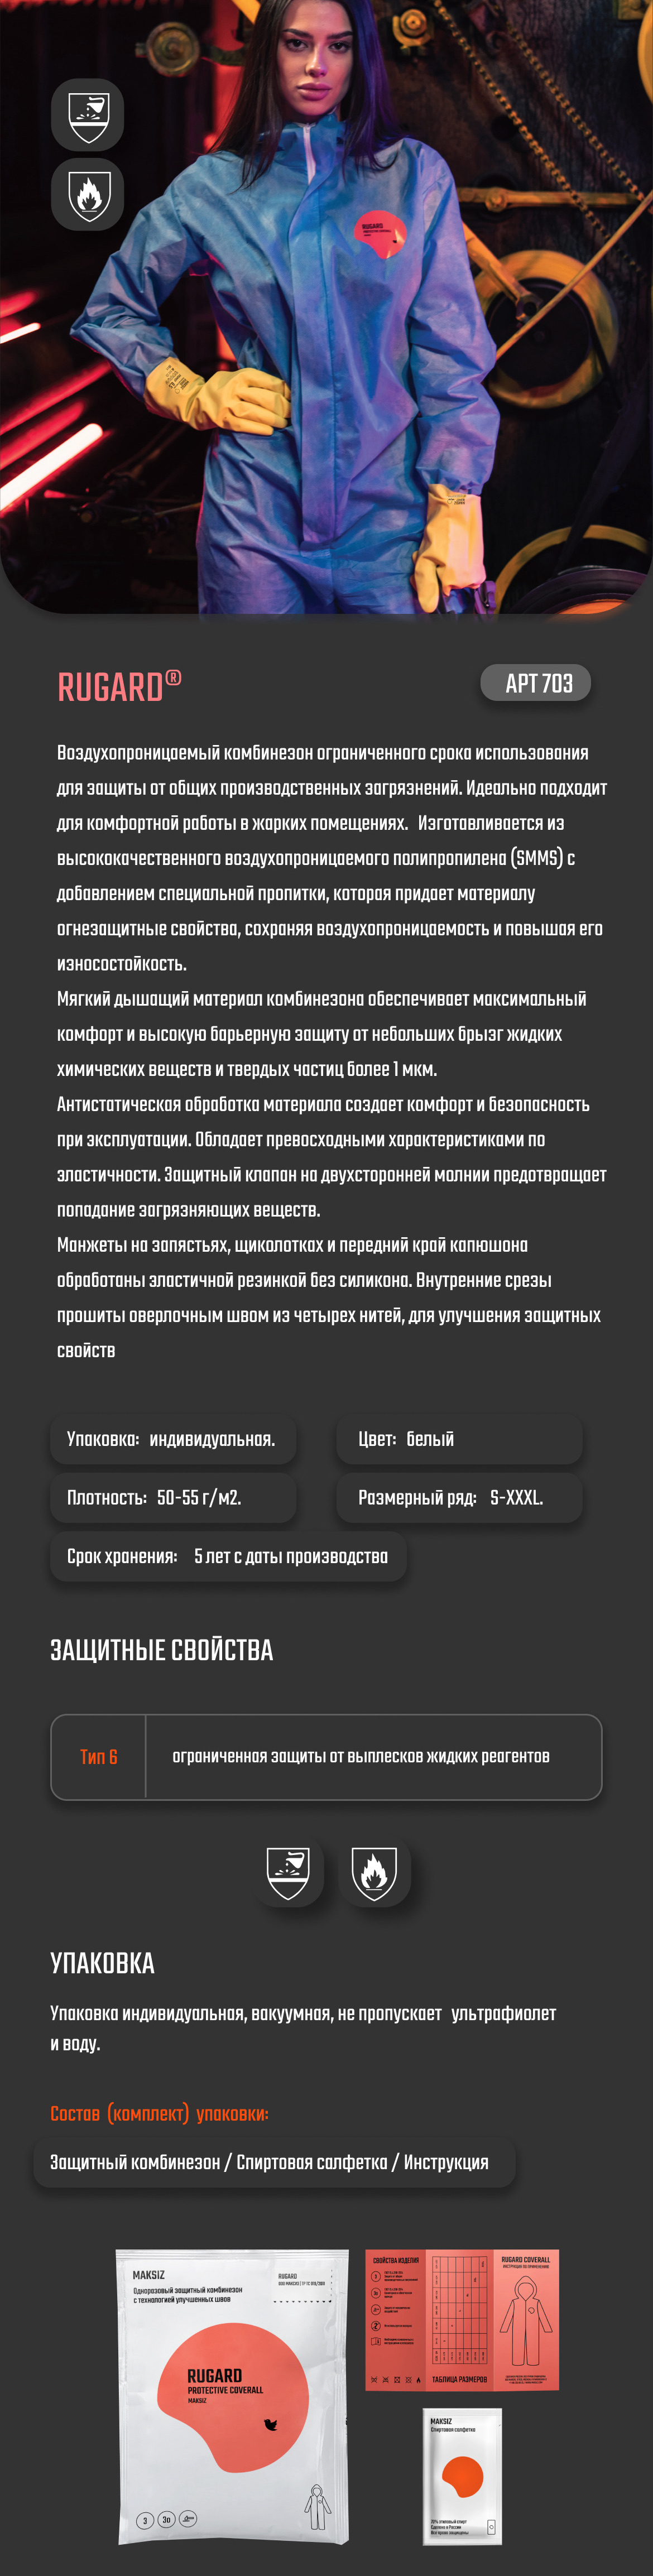 RUGARD®
АРТ 703
Воздухопроницаемый комбинезон ограниченного срока использования
для защиты от общих производственных загрязнений. Идеально подходит
для комфортной работы в жарких помещениях. Изготавливается из
высококачественного воздухопроницаемого полипропилена (SMMS) с
добавлением специальной пропитки, которая придает материалу
огнезащитные свойства, сохраняя воздухопроницаемость и повышая его
износостойкость.
Мягкий дышащий материал комбинезона обеспечивает максимальный
комфорт и высокую барьерную защиту от небольших брызг жидких
химических веществ и твердых частиц более 1 мкм.
Антистатическая обработка материала создает комфорт и безопасность
при эксплуатации. Обладает превосходными характеристиками по
эластичности. Защитный клапан на двухсторонней молнии предотвращает
попадание загрязняющих веществ.
Манжеты на запястьях, щиколотках и передний край капюшона
обработаны эластичной резинкой без силикона. Внутренние срезы
прошиты оверлочным швом из четырех нитей, для улучшения защитных
свойств
Упаковка: индивидуальная.
Цвет: белый
Плотность: 50-55 г/м2.
Размерный ряд: S-XXXL.
Срок хранения: 5 лет с даты производства
ЗАЩИТНЫЕ СВОЙСТВА
Тип 6
ограниченная защиты от выплесков жидких реагентов
УПАКОВКА
Упаковка индивидуальная, вакуумная, не пропускает ультрафиолет
и воду.
Состав (комплект) упаковки:
Защитный комбинезон / Спиртовая салфетка / Инструкция
MAKSIZ
Одноразовый защитный комбинезон
с технологией улучшенных швов
RUGARD
RUGARD
PROTECTIVE COVERALL
MAKSIZ
СВОЙСТВА ИЗДЕЛИЯ
ТАБЛИЦА РАЗМЕРОВ
RUGARD COVERALL
ИНСТРУКЦИЯ ПО ПРИМЕНЕНИЮ
MAKSIZ
Спиртовая салфетка
70% этиловый спирт
Сделано в России